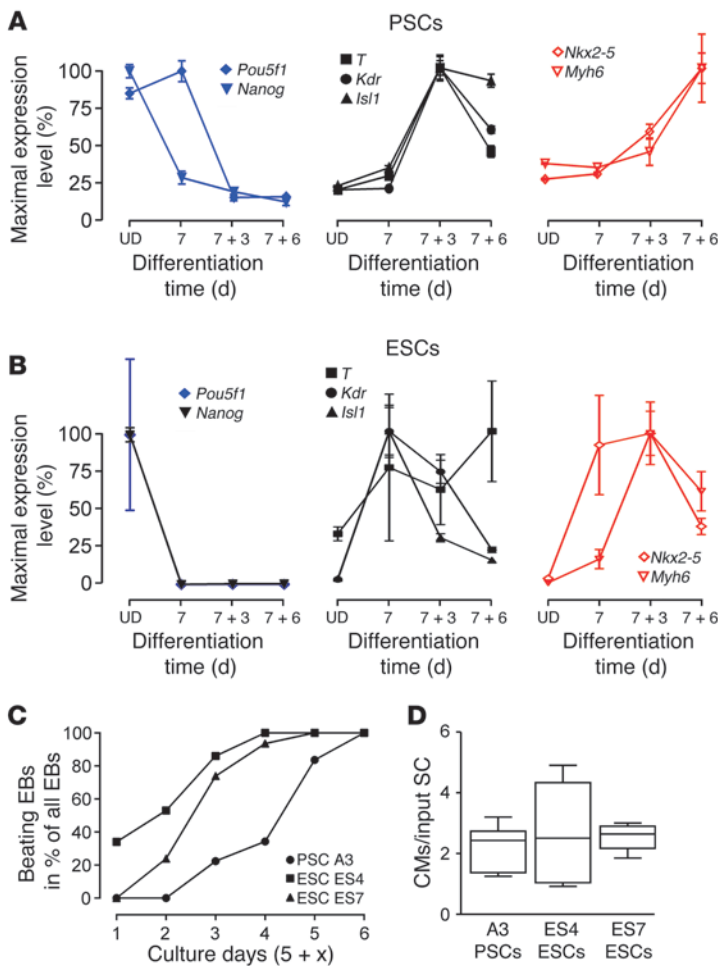 A
PSCs
Maximal expression
level (%)
100
75
50
25
0
Pou5f1
Nanog
UD
7
7 + 3
7 + 6
Differentiation
time (d)
T
Kdr
Isl1
UD
7
7 + 3
7 + 6
Differentiation
time (d)
Nkx2-5
Myh6
UD
7
7 + 3
7 + 6
Differentiation
time (d)
B
ESCs
Maximal expression
level (%)
100
75
50
25
0
Pou5f1
Nanog
UD
7
7 + 3
7 + 6
Differentiation
time (d)
T
Kdr
Isl1
UD
7
7 + 3
7 + 6
Differentiation
time (d)
Nkx2-5
Myh6
UD
7
7 + 3
7 + 6
Differentiation
time (d)
C
Beating EBs
in % of all EBs
100
80
60
40
20
0
PSC A3
ESC ES4
ESC ES7
1
2
3
4
5
6
Culture days (5 + x)
D
CMs/input SC
6
4
2
0
A3
PSCs
ES4
ESCs
ES7
ESCs